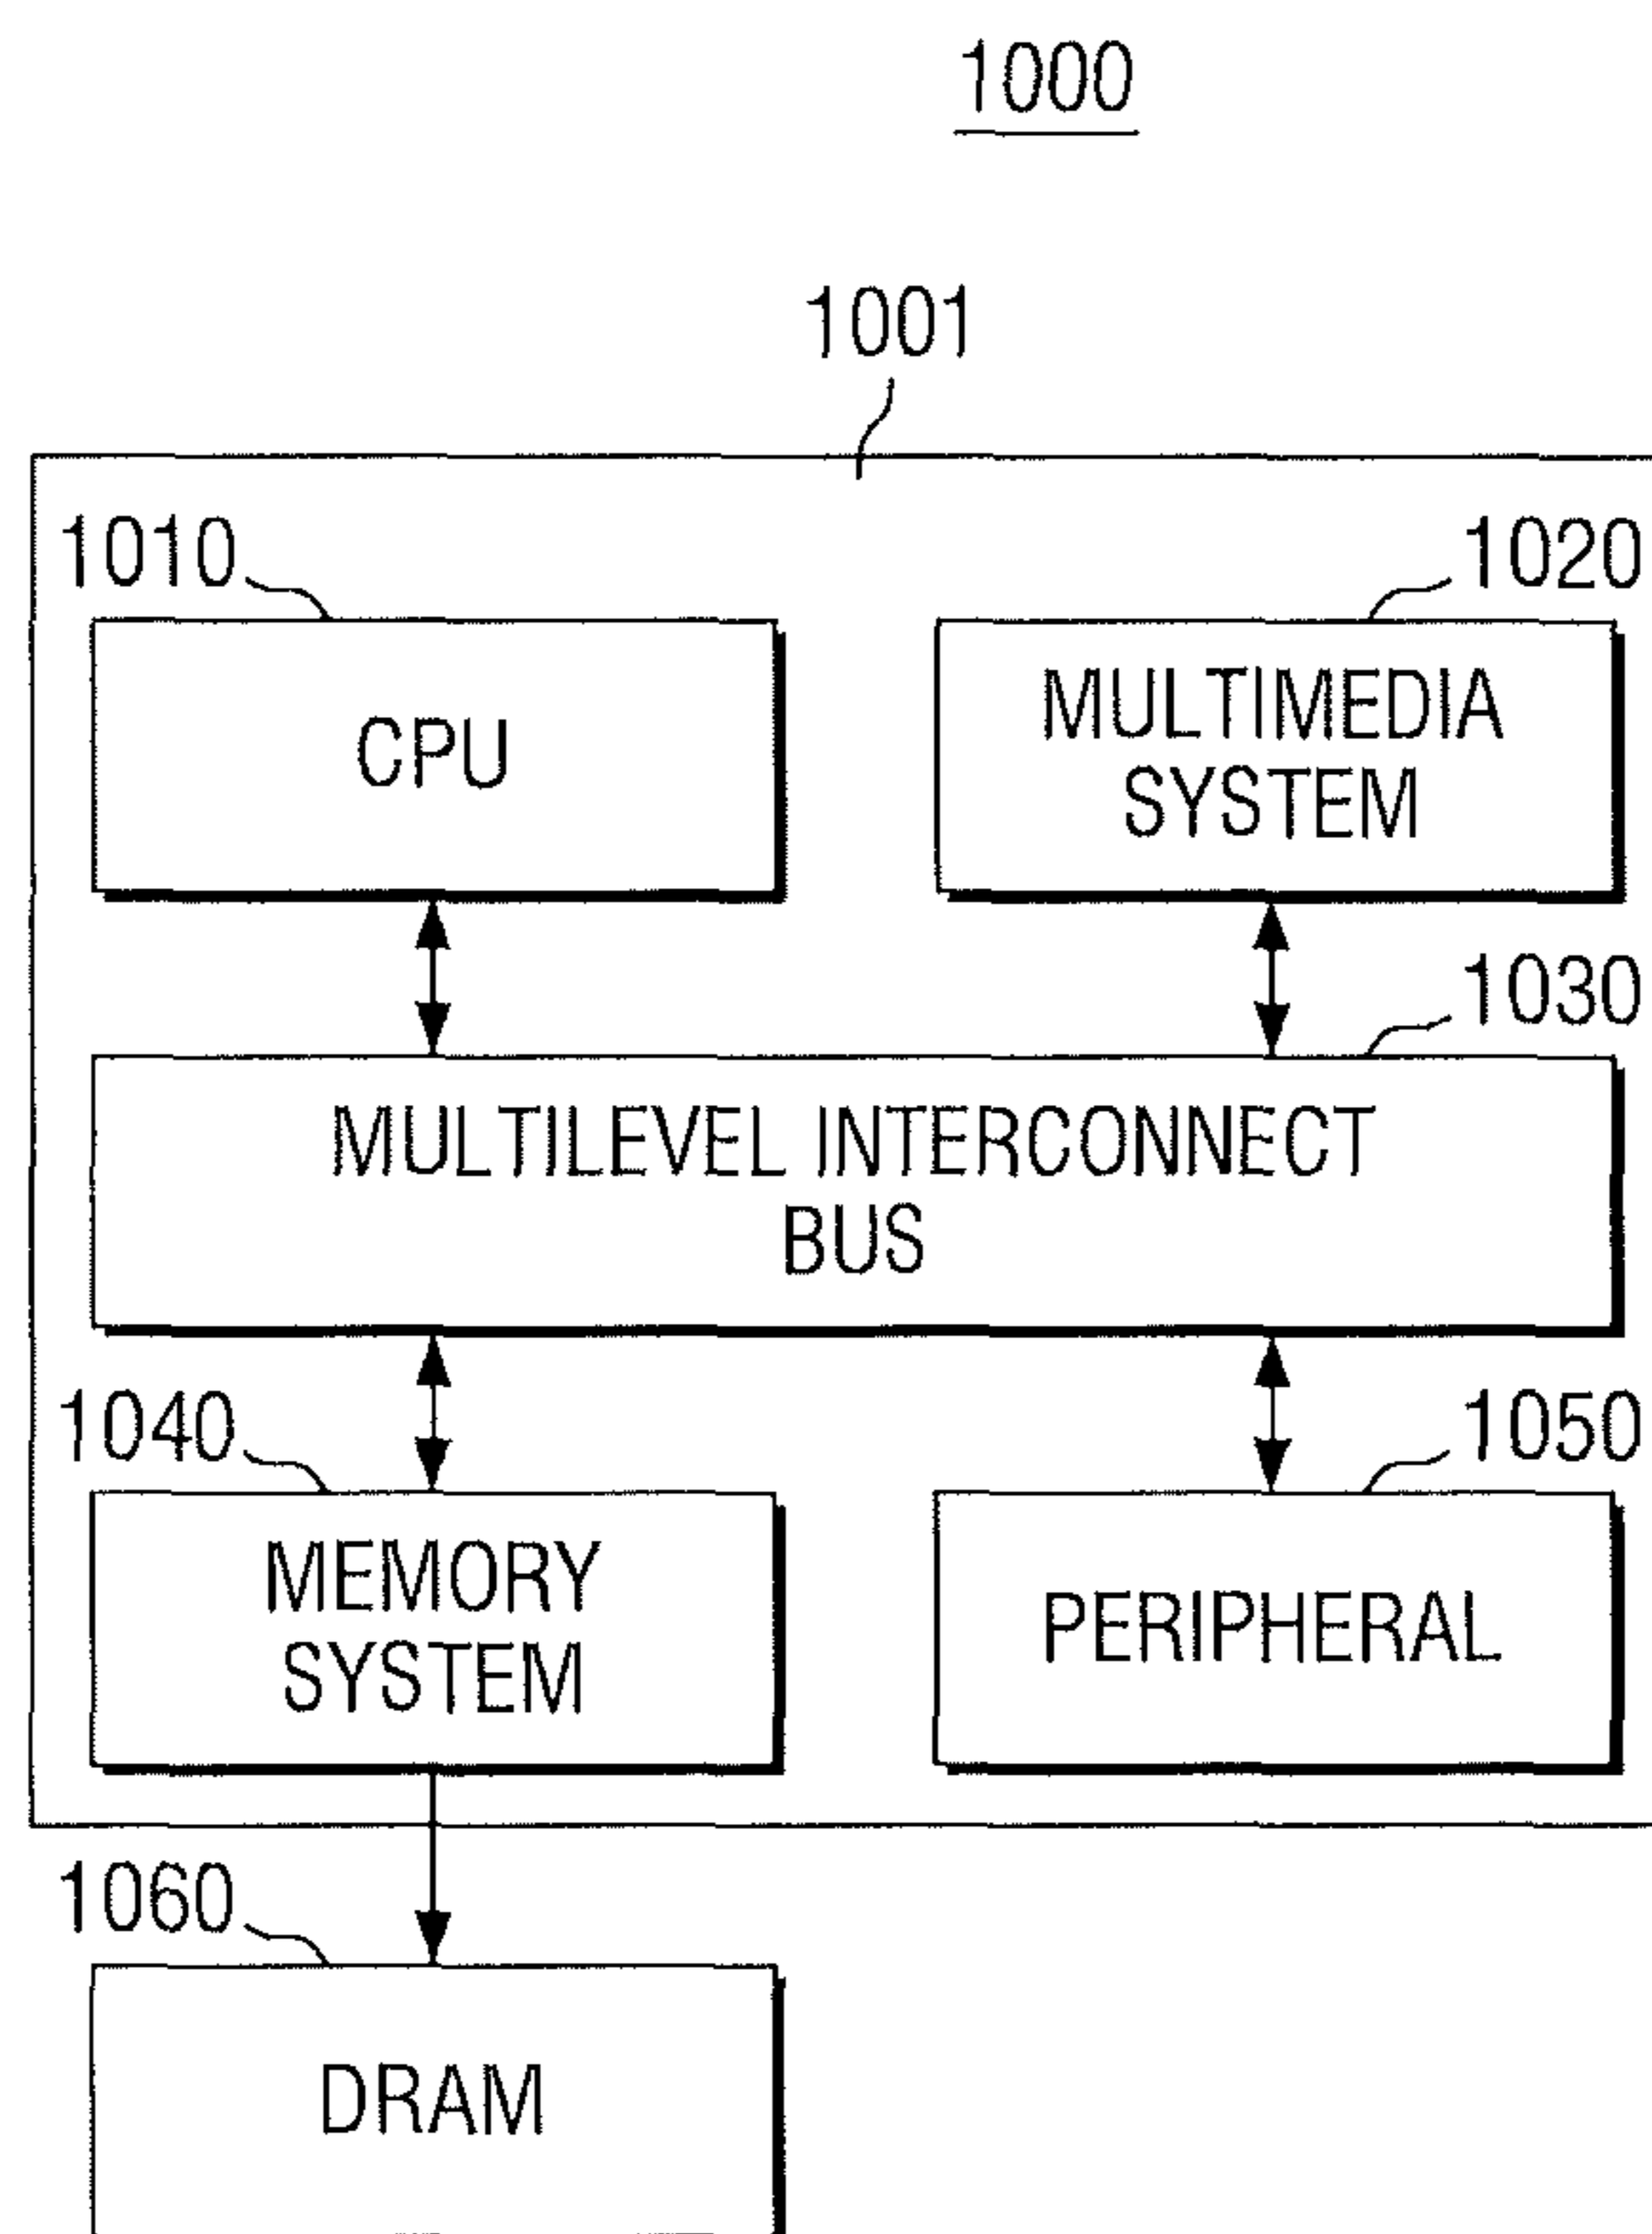 1000
1001
1010
1020
CPU
MULTIMEDIA
SYSTEM
1030
MULTILEVEL INTERCONNECT
BUS
1040
1050
MEMORY
SYSTEM
PERIPHERAL
1060
DRAM